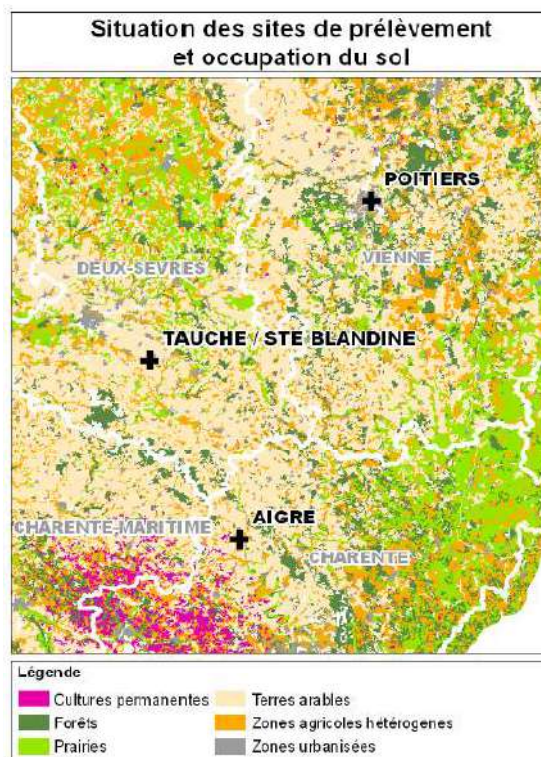 Situation des sites de prélèvement
et occupation du sol
POITIERS
VIENNE
DEUX-SEVRES
TAUCHE / STE BLANDINE
CHARENTE-MARITIME
AIGRE
CHARENTE
Légende
Cultures permanentes
Terres arables
Forêts
Zones agricoles hétérogenes
Prairies
Zones urbanisées